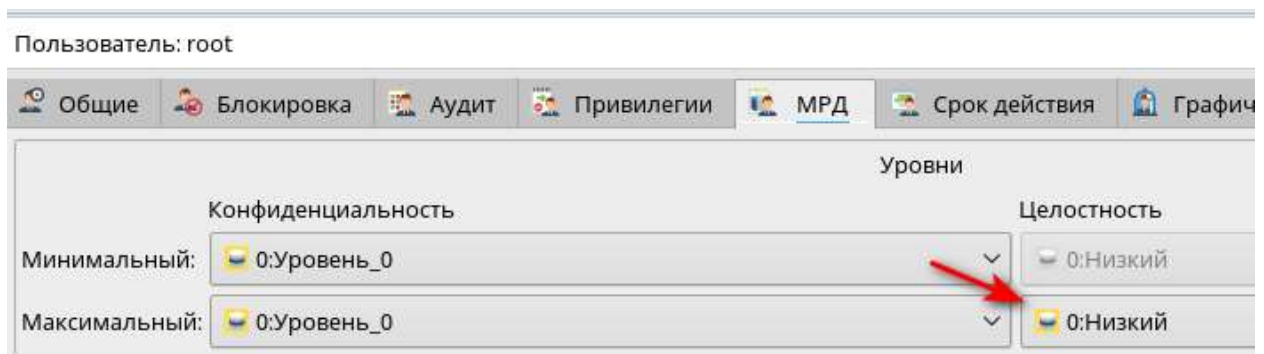 Пользователь: root
Общие Блокировка Аудит Привилегии МРД Срок действия Графич
Уровни
Конфиденциальность Целостность
Минимальный: 0:Уровень_0 0:Низкий
Максимальный: 0:Уровень_0 0:Низкий